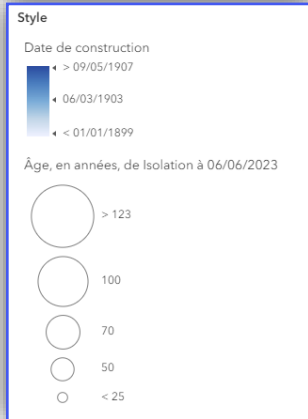 Style
Date de construction
> 09/05/1907
06/03/1903
< 01/01/1899
Âge, en années, de Isolation à 06/06/2023
> 123
100
70
50
< 25